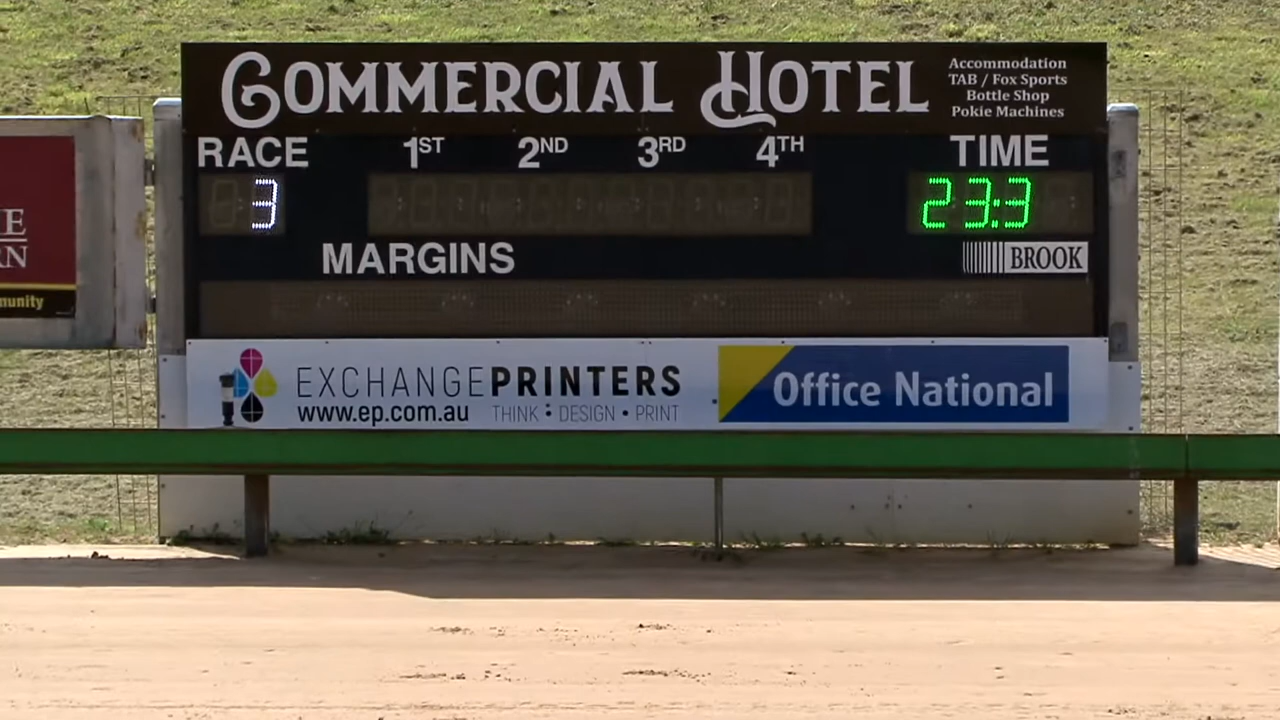 COMMERCIAL HOTEL
Accommodation
TAB / Fox Sports
Bottle Shop
Pokie Machines
RACE 1ST 2ND 3RD 4TH TIME
3 23:3
MARGINS
BROOK
EXCHANGEPRINTERS
www.ep.com.au THINK : DESIGN • PRINT
Office National